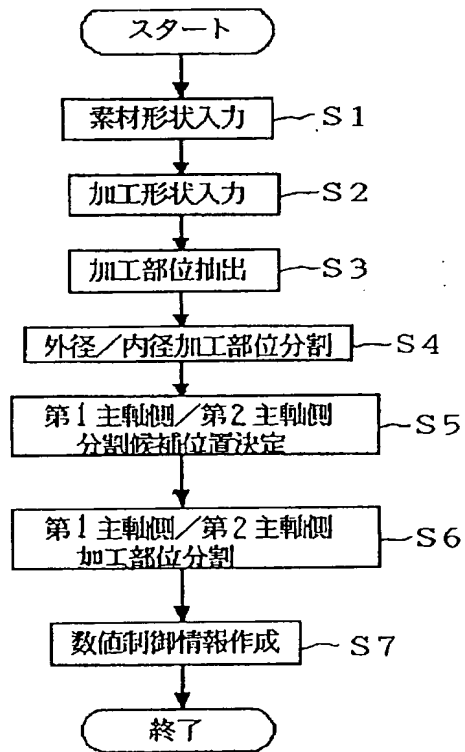 スタート
素材形状入力 S1
加工形状入力 S2
加工部位抽出 S3
外径／内径加工部位分割 S4
第1主軸側／第2主軸側
分割候補位置決定 S5
第1主軸側／第2主軸側
加工部位分割 S6
数値制御情報作成 S7
終了